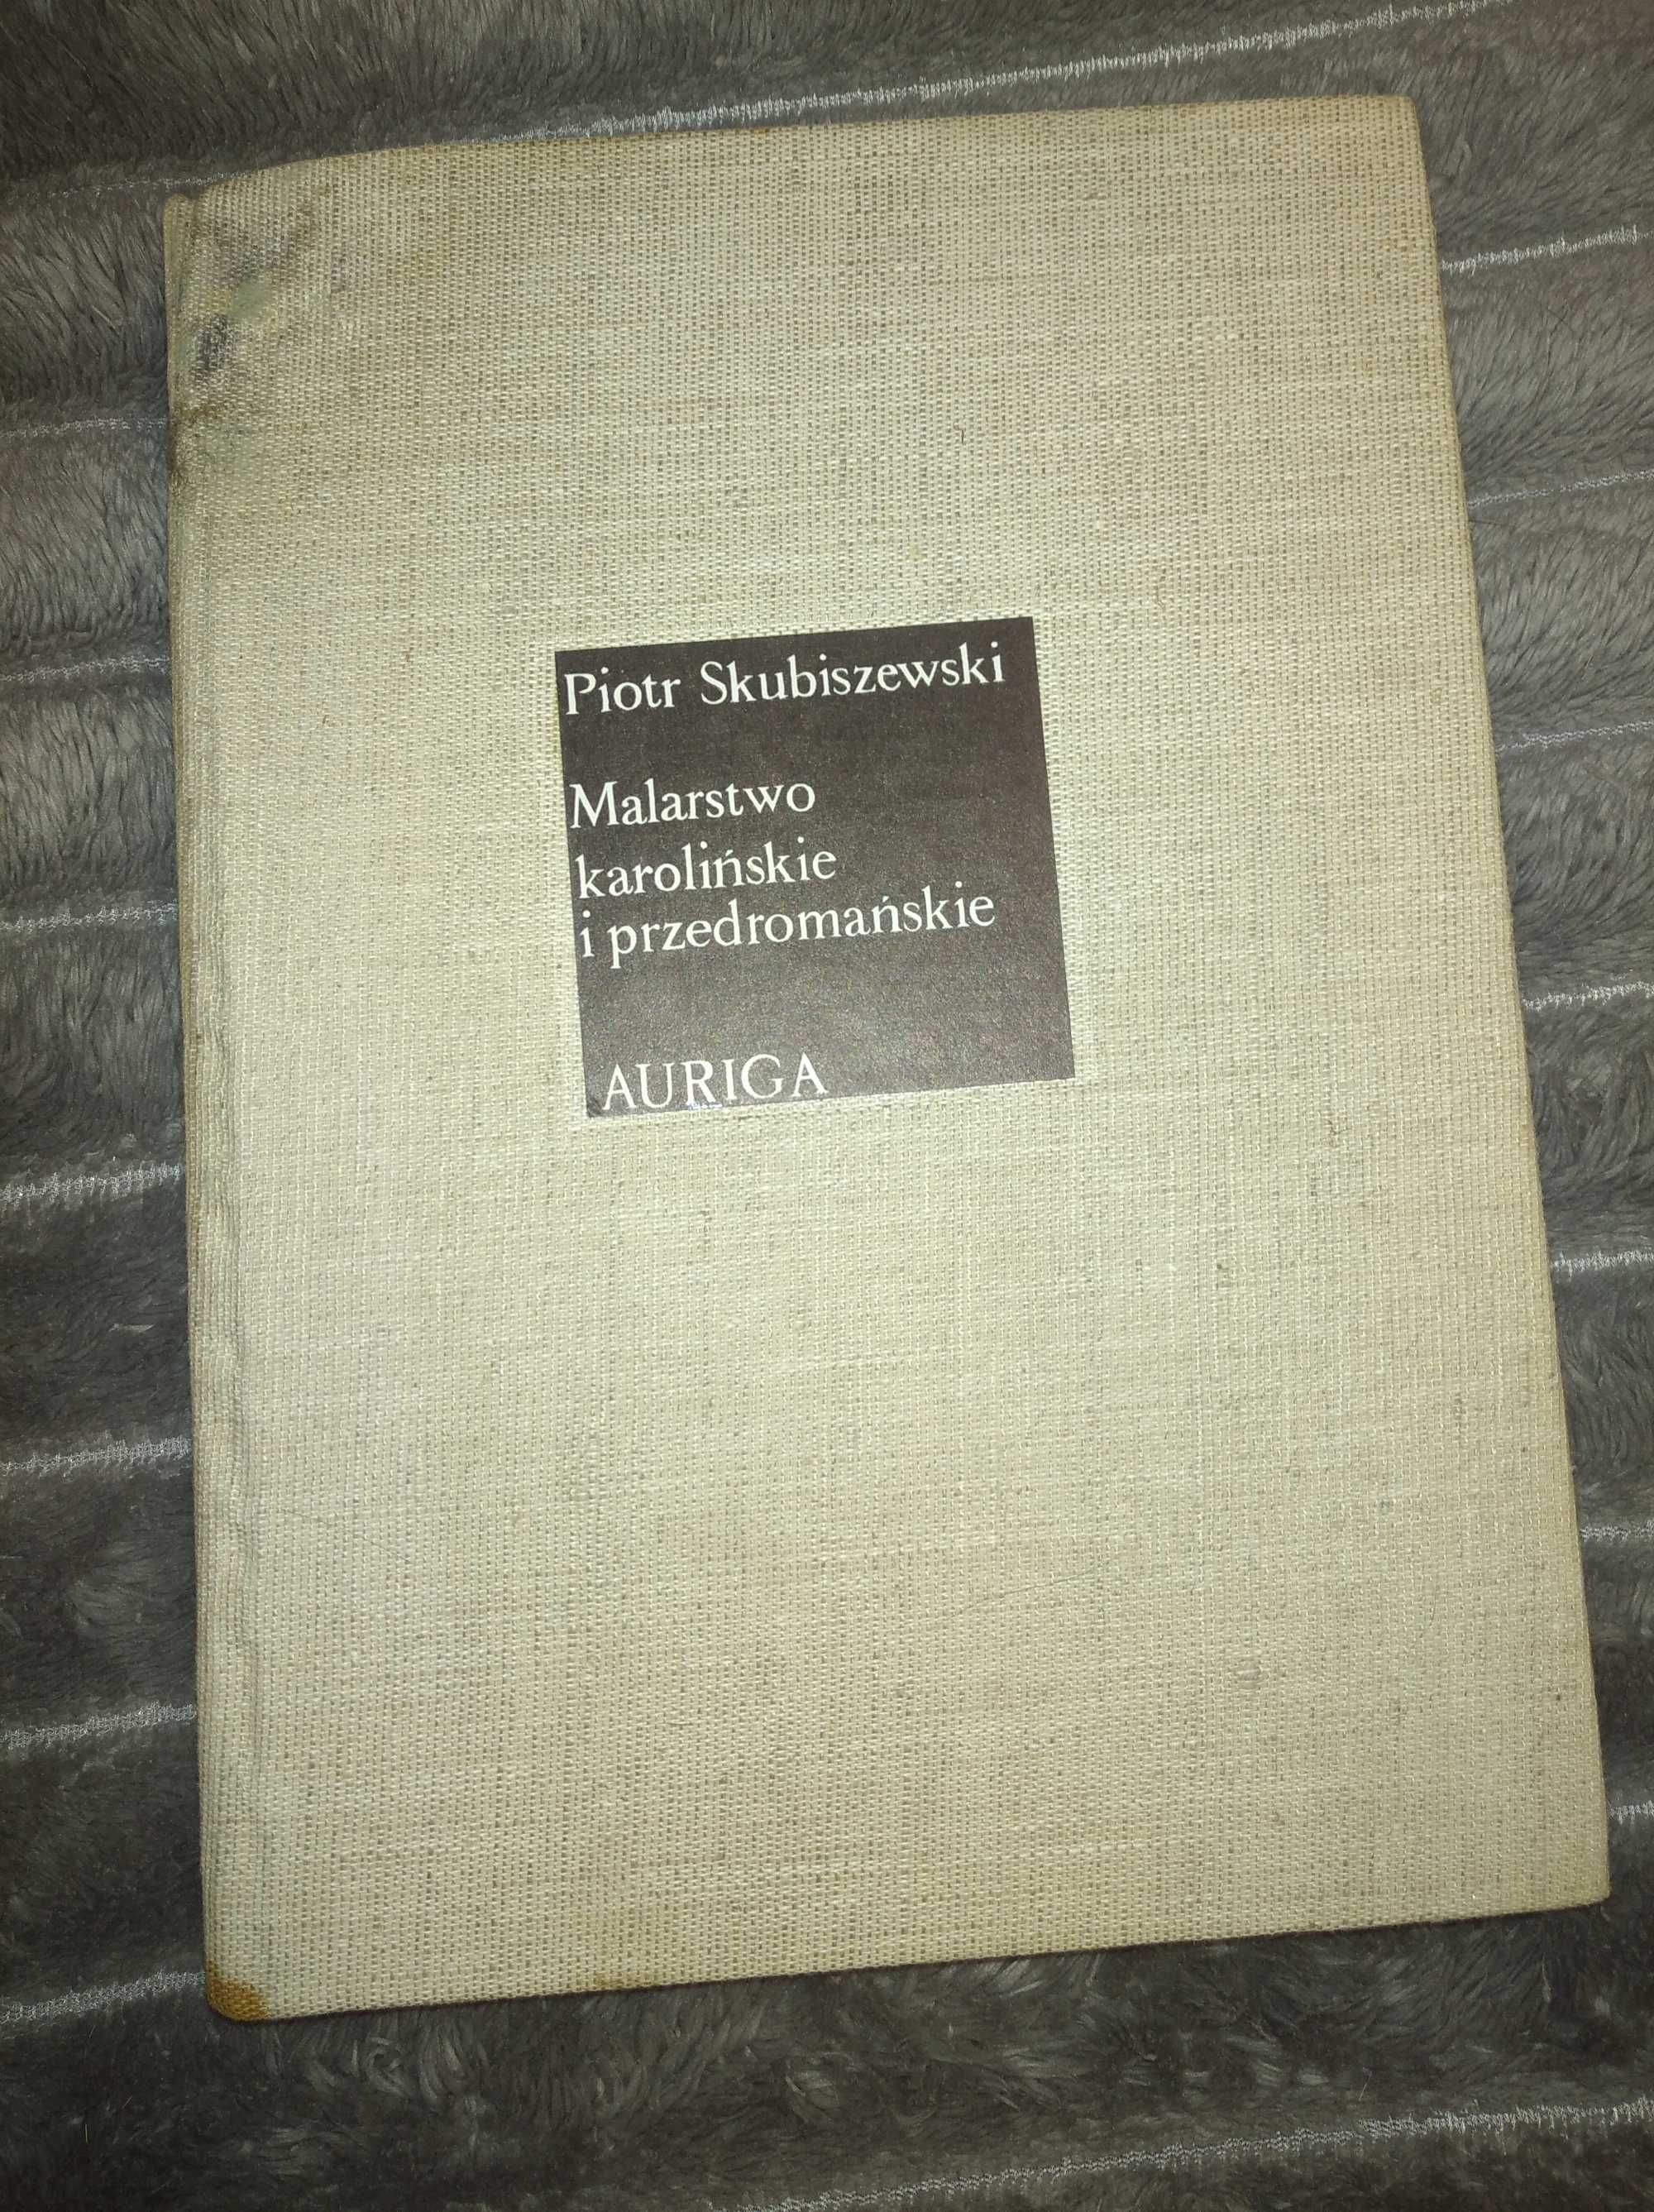 Piotr Skubiszewski
Malarstwo
karolińskie
i przedromańskie
AURIGA